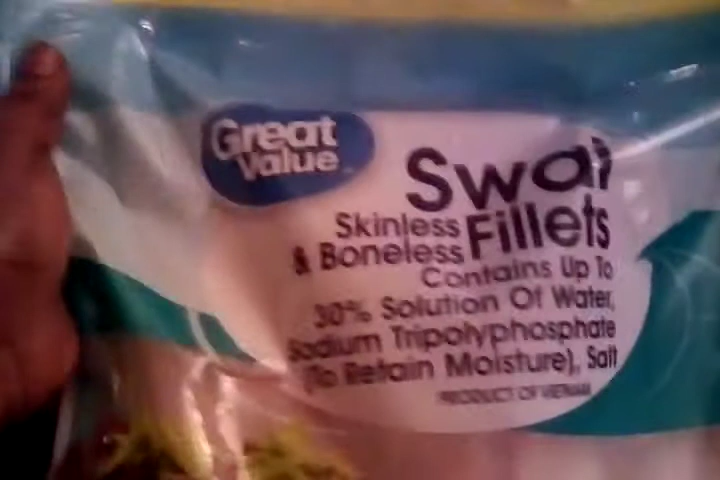 Great
Value
Swai
Skinless
& Boneless
Fillets
Contains Up To
30% Solution Of Water,
Sodium Tripolyphosphate
(To Retain Moisture), Salt
PRODUCT OF VIETNAM